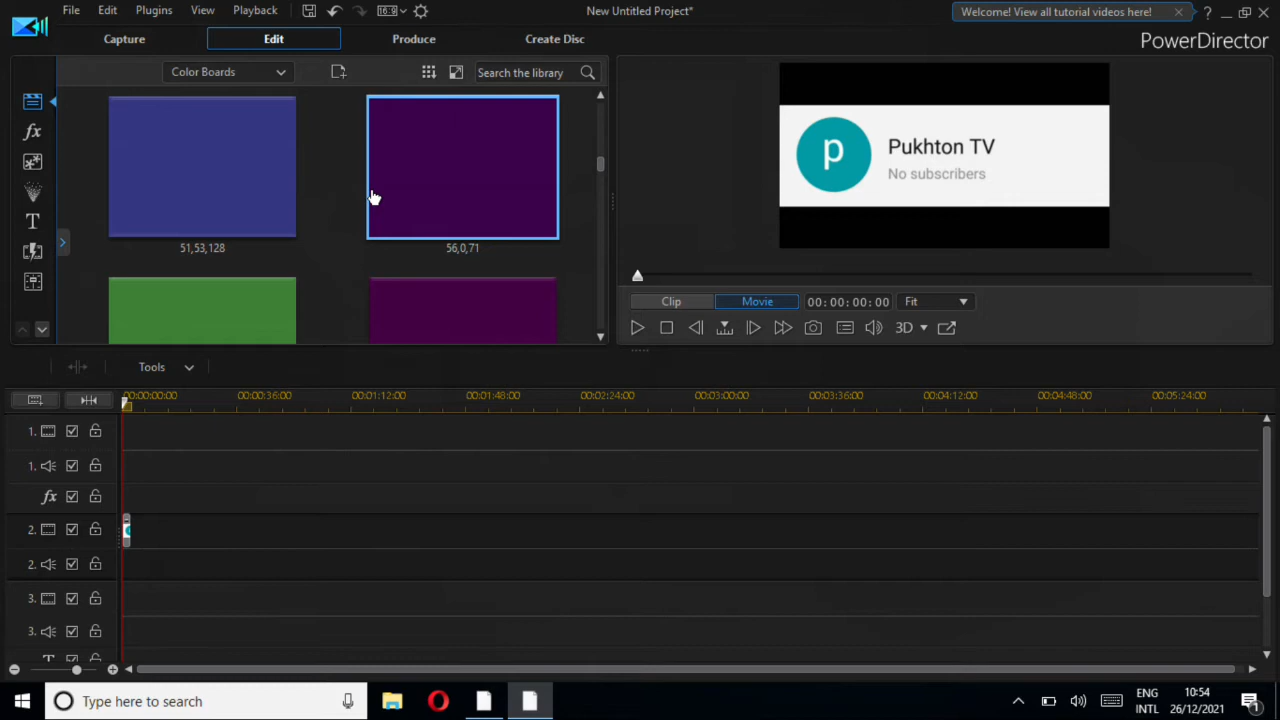 File Edit Plugins View Playback 16:9 New Untitled Project* Welcome! View all tutorial videos here! ?
Capture Edit Produce Create Disc PowerDirector
Color Boards Search the library
51,53,128 56,0,71
p Pukhton TV
No subscribers
Clip Movie 00:00:00:00 Fit
3D
fx
T
Tools
00:00:00:00 00:00:36:00 00:01:12:00 00:01:48:00 00:02:24:00 00:03:00:00 00:03:36:00 00:04:12:00 00:04:48:00 00:05:24:00
1.
1.
fx
2.
2.
3.
3.
T
Type here to search
ENG 10:54
INTL 26/12/2021 1